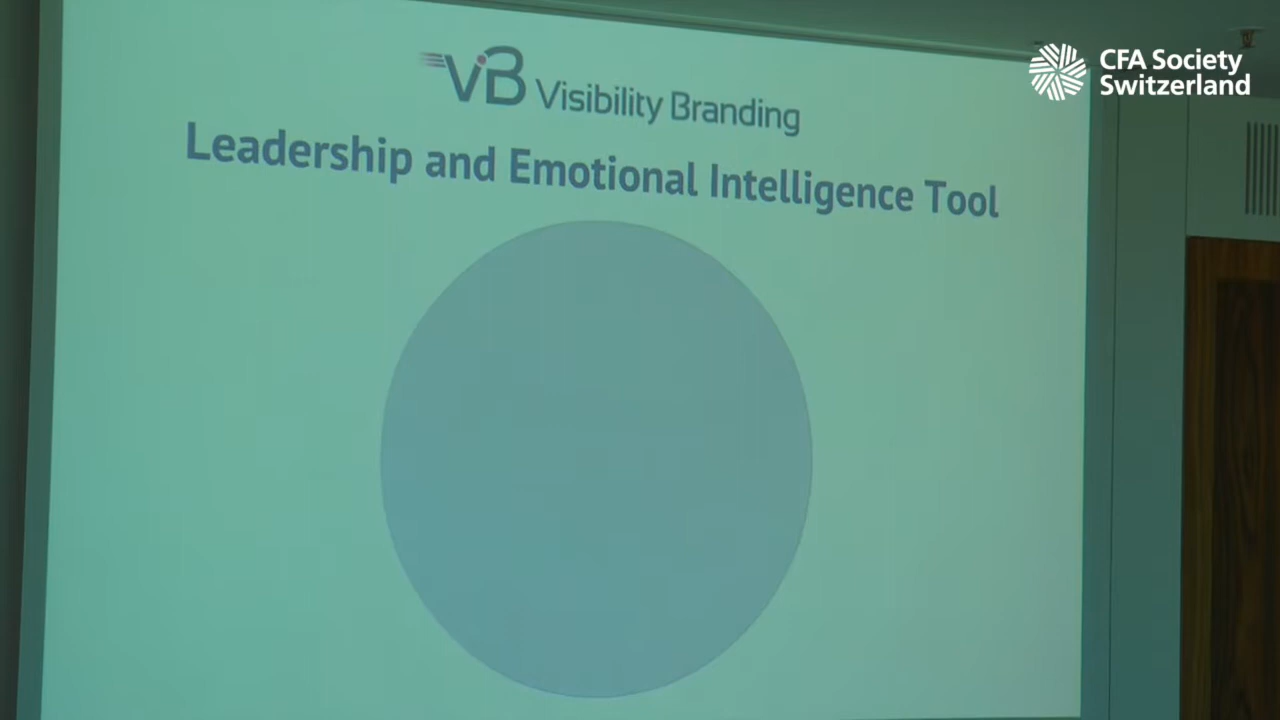 VB Visibility Branding
Leadership and Emotional Intelligence Tool
CFA Society
Switzerland